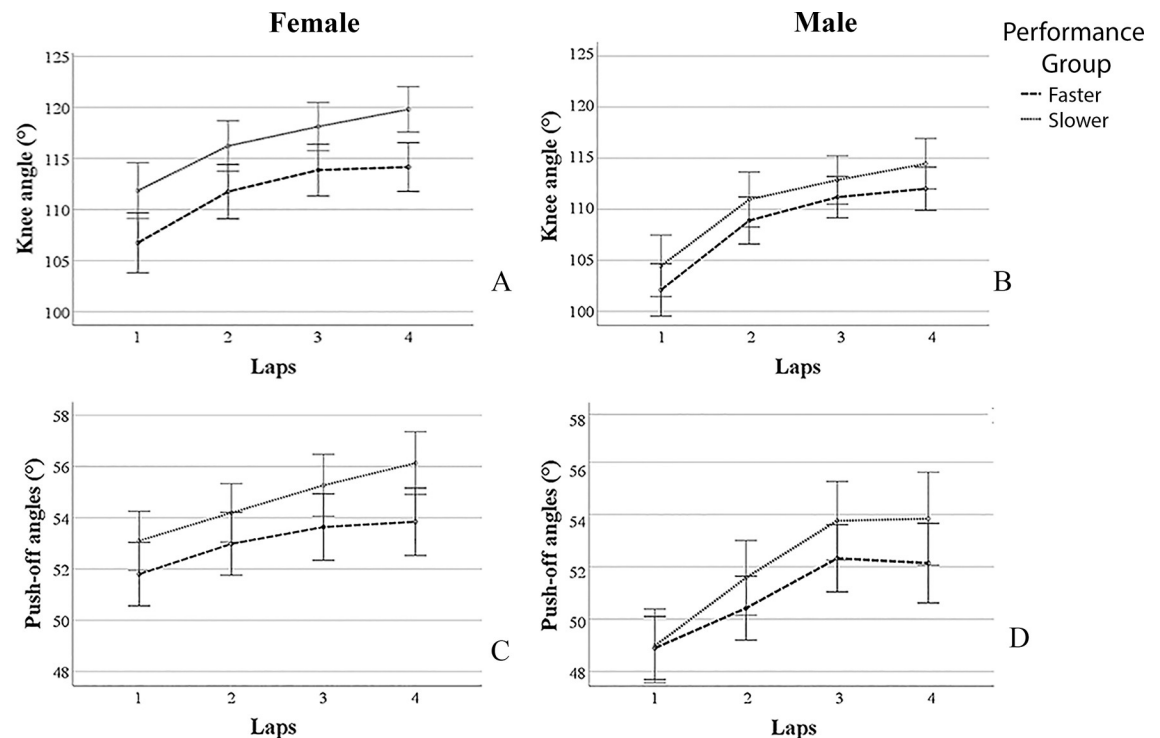 Female
Male
Performance
Group
Faster
Slower
Knee angle (°)
125
120
115
110
105
100
1 2 3 4
Laps
A
Knee angle (°)
125
120
115
110
105
100
1 2 3 4
Laps
B
Push-off angles (°)
58
56
54
52
50
48
1 2 3 4
Laps
C
Push-off angles (°)
58
56
54
52
50
48
1 2 3 4
Laps
D